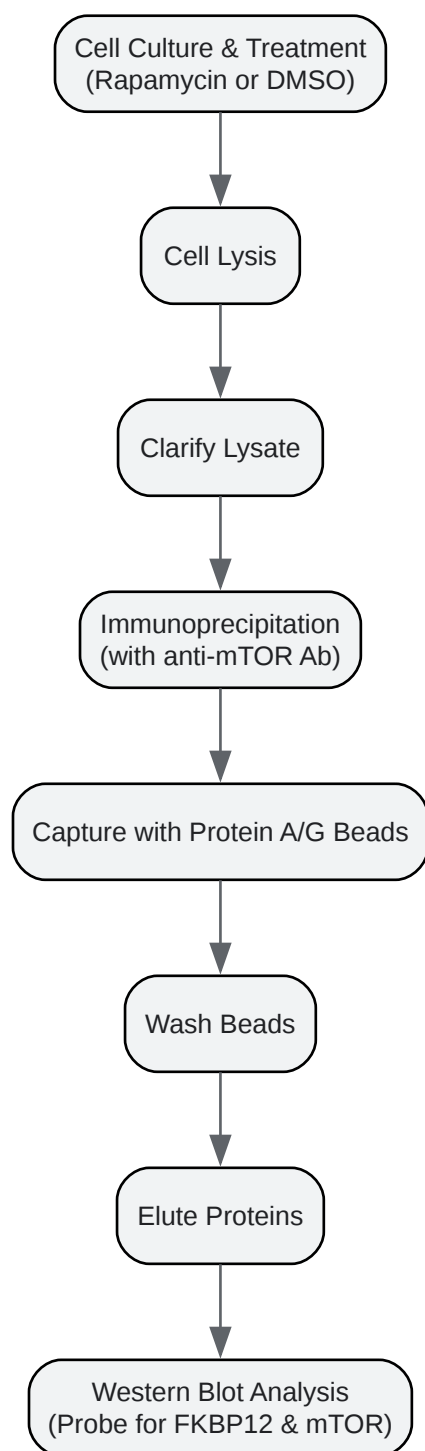 Cell Culture & Treatment
(Rapamycin or DMSO)
Cell Lysis
Clarify Lysate
Immunoprecipitation
(with anti-mTOR Ab)
Capture with Protein A/G Beads
Wash Beads
Elute Proteins
Western Blot Analysis
(Probe for FKBP12 & mTOR)